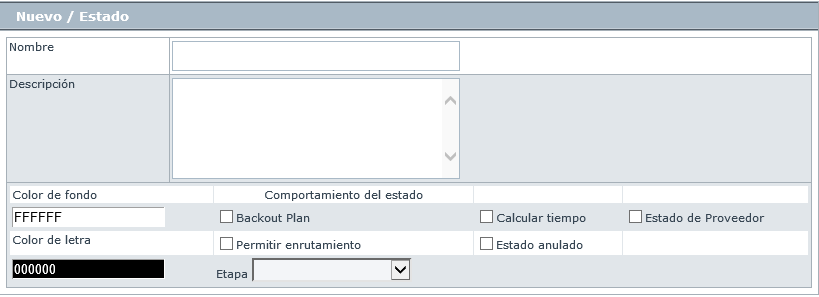 Nuevo / Estado
Nombre
Descripción
Color de fondo Comportamiento del estado
FFFFFF Backout Plan Calcular tiempo Estado de Proveedor
Color de letra Permitir enrutamiento Estado anulado
000000 Etapa